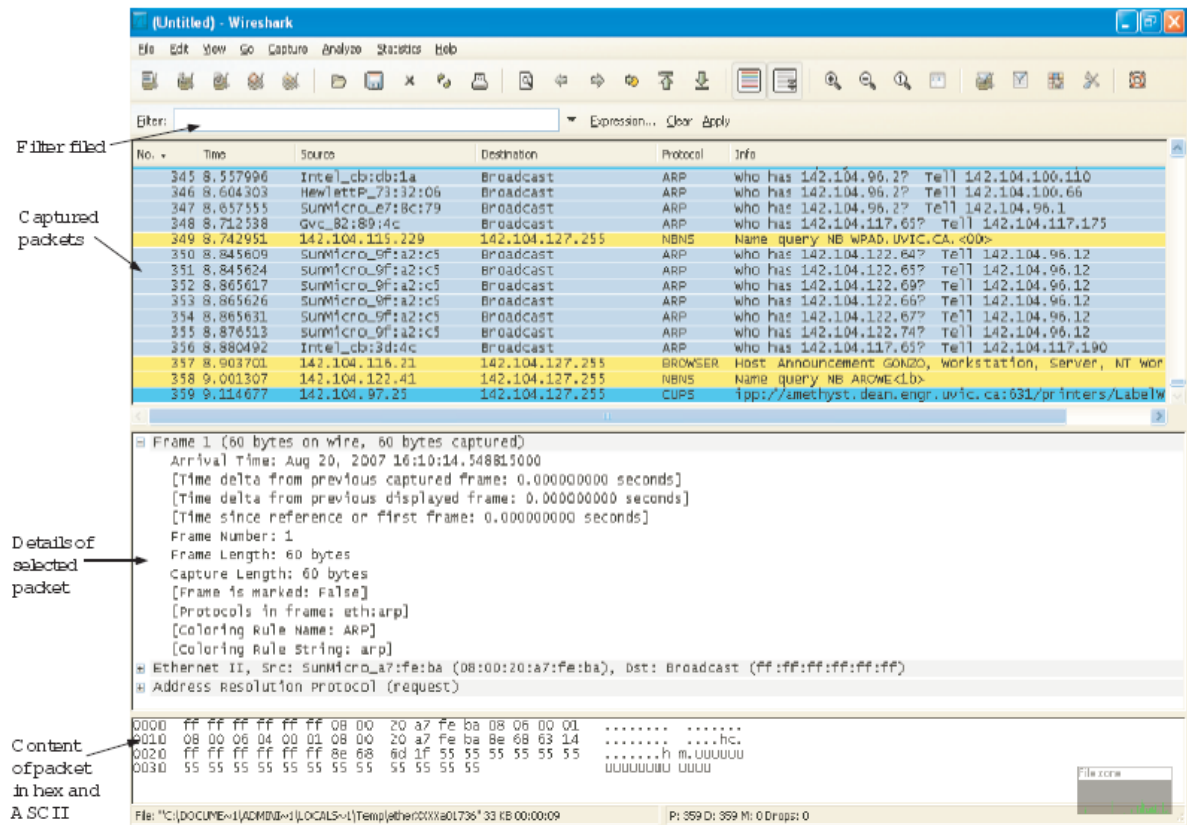 (Untitled) - Wireshark
File Edit View Go Capture Analyze Statistics Help
Filter: Expression... Clear Apply
Filter filed
No. Time Source Destination Protocol Info
345 8.557996 Intel_cb:db:1a Broadcast ARP who has 142.104.96.2? Tell 142.104.100.110
346 8.604303 HewlettP_73:32:06 Broadcast ARP who has 142.104.96.2? Tell 142.104.100.66
347 8.657555 SunMicro_e7:8c:79 Broadcast ARP who has 142.104.96.2? Tell 142.104.96.1
348 8.712538 Gvc_82:89:4c Broadcast ARP who has 142.104.117.65? Tell 142.104.117.175
349 8.742951 142.104.115.229 142.104.127.255 NBNS Name query NB WPAD.UVIC.CA.<00>
350 8.845609 SunMicro_9f:a2:c5 Broadcast ARP who has 142.104.122.64? Tell 142.104.96.12
351 8.845624 SunMicro_9f:a2:c5 Broadcast ARP who has 142.104.122.65? Tell 142.104.96.12
352 8.865617 SunMicro_9f:a2:c5 Broadcast ARP who has 142.104.122.69? Tell 142.104.96.12
353 8.865626 SunMicro_9f:a2:c5 Broadcast ARP who has 142.104.122.66? Tell 142.104.96.12
354 8.865631 SunMicro_9f:a2:c5 Broadcast ARP who has 142.104.122.67? Tell 142.104.96.12
355 8.876513 SunMicro_9f:a2:c5 Broadcast ARP who has 142.104.122.74? Tell 142.104.96.12
356 8.880492 Intel_cb:3d:4c Broadcast ARP who has 142.104.117.65? Tell 142.104.117.190
357 8.903701 142.104.116.21 142.104.127.255 BROWSER Host Announcement GONZO, Workstation, Server, NT Wor
358 9.001307 142.104.122.41 142.104.127.255 NBNS Name query NB AROWE<1b>
359 9.114677 142.104.97.25 142.104.127.255 CUPS ipp://amethyst.dean.engr.uvic.ca:631/printers/LabelW
Captured
packets
Frame 1 (60 bytes on wire, 60 bytes captured)
Arrival Time: Aug 20, 2007 16:10:14.548815000
[Time delta from previous captured frame: 0.000000000 seconds]
[Time delta from previous displayed frame: 0.000000000 seconds]
[Time since reference or first frame: 0.000000000 seconds]
Frame Number: 1
Frame Length: 60 bytes
Capture Length: 60 bytes
[Frame is marked: False]
[Protocols in frame: eth:arp]
[Coloring Rule Name: ARP]
[Coloring Rule String: arp]
Ethernet II, Src: SunMicro_a7:fe:ba (08:00:20:a7:fe:ba), Dst: Broadcast (ff:ff:ff:ff:ff:ff)
Address Resolution Protocol (request)
Details of
selected
packet
0000 ff ff ff ff ff ff 08 00 20 a7 fe ba 08 06 00 01 ........ .......
0010 08 00 06 04 00 01 08 00 20 a7 fe ba 8e 68 63 14 ........ ....hc.
0020 ff ff ff ff ff ff 8e 68 6d 1f 55 55 55 55 55 55 .......h m.UUUUUU
0030 55 55 55 55 55 55 55 55 55 55 55 55 UUUUUUUU UUUU
Content
of packet
in hex and
ASCII
File: "C:\DOCUME~1\ADMINI~1\LOCALS~1\Temp\etherXXXXa01736" 33 KB 00:00:09 P: 359 D: 359 M: 0 Drops: 0